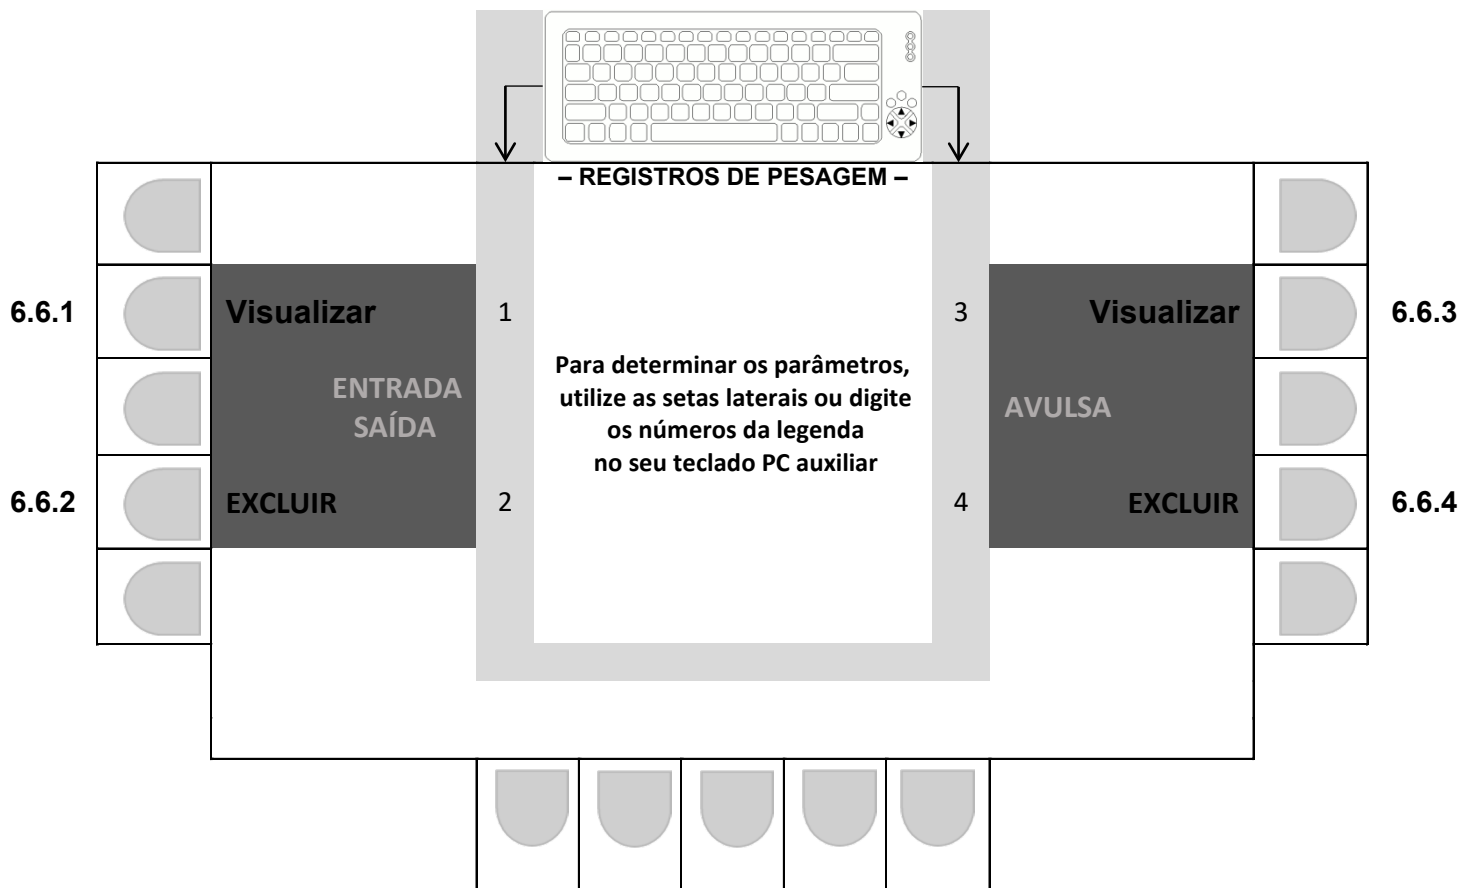 – REGISTROS DE PESAGEM –
6.6.1 Visualizar 1 3 Visualizar 6.6.3
Para determinar os parâmetros,
utilize as setas laterais ou digite
os números da legenda
no seu teclado PC auxiliar
ENTRADA
SAÍDA
AVULSA
6.6.2 EXCLUIR 2 4 EXCLUIR 6.6.4